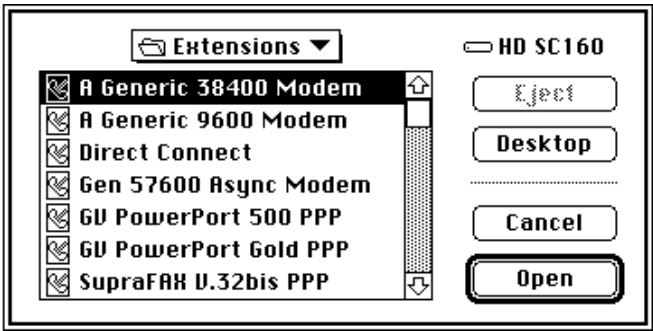 Extensions
HD SC160
A Generic 38400 Modem
A Generic 9600 Modem
Direct Connect
Gen 57600 Async Modem
GV PowerPort 500 PPP
GV PowerPort Gold PPP
SupraFAX V.32bis PPP
Eject
Desktop
Cancel
Open